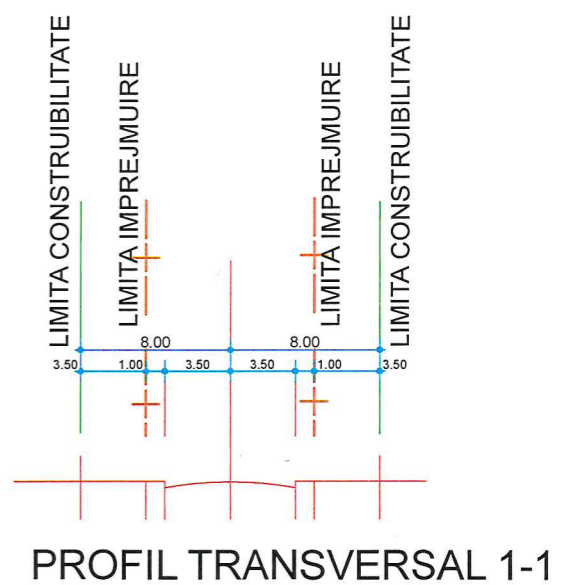 LIMITA CONSTRUIBILITATE
LIMITA IMPREJMUIRE
LIMITA IMPREJMUIRE
LIMITA CONSTRUIBILITATE
8.00 8.00
3.50 1.00 3.50 3.50 1.00 3.50
PROFIL TRANSVERSAL 1-1